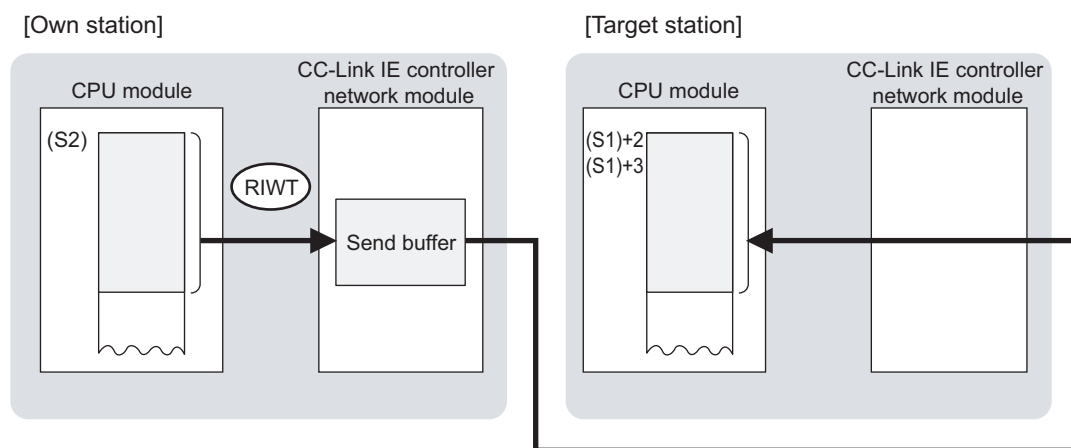 [Own station]
CPU module
CC-Link IE controller
network module
(S2)
RIWT
Send buffer
[Target station]
CPU module
CC-Link IE controller
network module
(S1)+2
(S1)+3